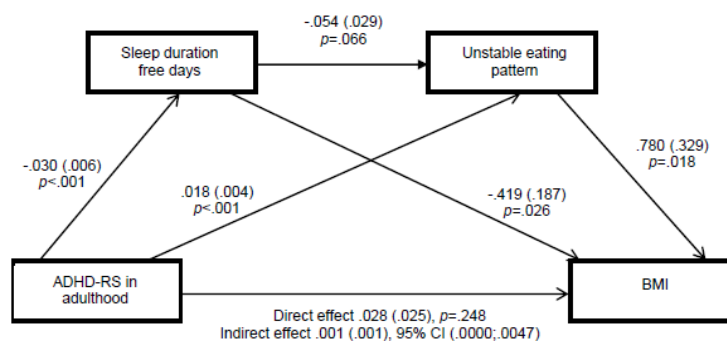 -.054 (.029)
p=.066
Sleep duration
free days
Unstable eating
pattern
-.030 (.006)
p<.001
.018 (.004)
p<.001
-.419 (.187)
p=.026
.780 (.329)
p=.018
ADHD-RS in
adulthood
BMI
Direct effect .028 (.025), p=.248
Indirect effect .001 (.001), 95% CI (.0000;.0047)